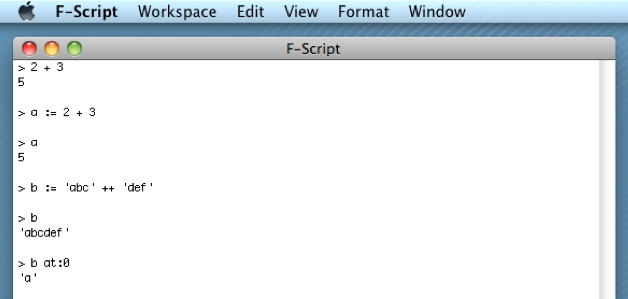 F-Script Workspace Edit View Format Window
F-Script
> 2 + 3
5
> a := 2 + 3
> a
5
> b := 'abc' ++ 'def'
> b
'abcdef'
> b at:0
'a'